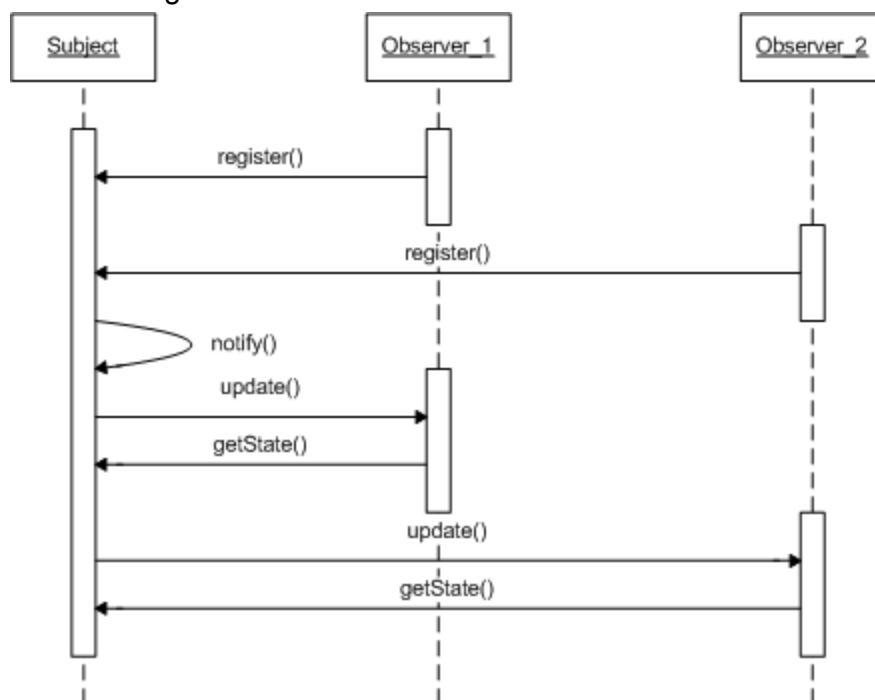 Subject
Observer_1
Observer_2
register()
register()
notify()
update()
getState()
update()
getState()